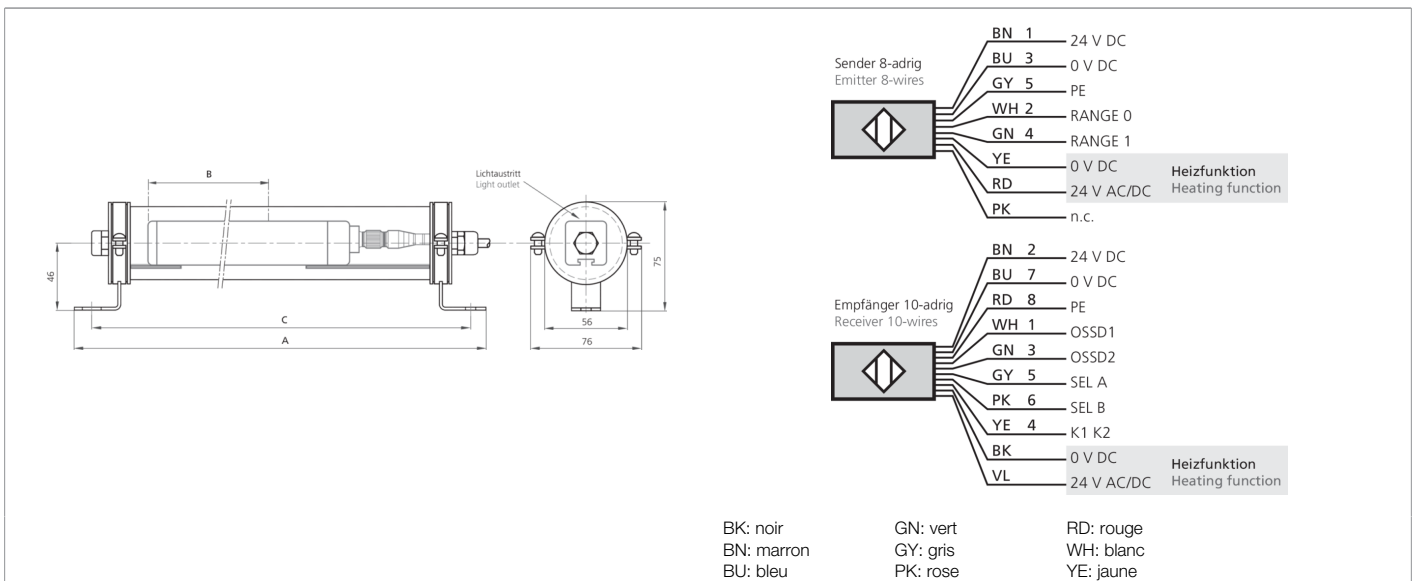 B
Lichtaustritt
Light outlet
46
75
C
A
56
76
Sender 8-adrig
Emitter 8-wires
BN 1 24 V DC
BU 3 0 V DC
GY 5 PE
WH 2 RANGE 0
GN 4 RANGE 1
YE 0 V DC
RD 24 V AC/DC
Heizfunktion
Heating function
PK n.c.
Empfänger 10-adrig
Receiver 10-wires
BN 2 24 V DC
BU 7 0 V DC
RD 8 PE
WH 1 OSSD1
GN 3 OSSD2
GY 5 SEL A
PK 6 SEL B
YE 4 K1 K2
BK 0 V DC
VL 24 V AC/DC
Heizfunktion
Heating function
BK: noir GN: vert RD: rouge
BN: marron GY: gris WH: blanc
BU: bleu PK: rose YE: jaune